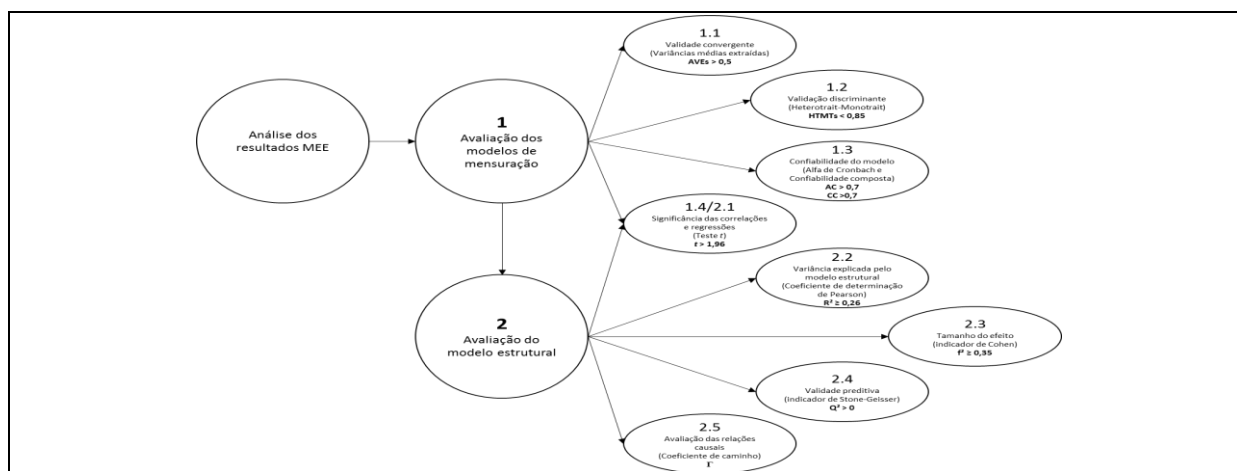 Análise dos
resultados MEE
1
Avaliação dos
modelos de
mensuração
1.1
Validade convergente
(Variâncias médias extraídas)
AVEs > 0,5
1.2
Validação discriminante
(Heterotrait-Monotrait)
HTMTs < 0,85
1.3
Confiabilidade do modelo
(Alfa de Cronbach e
Confiabilidade composta)
AC > 0,7
CC >0,7
1.4/2.1
Significância das correlações
e regressões
(Teste t)
t > 1,96
2
Avaliação do
modelo estrutural
2.2
Variância explicada pelo
modelo estrutural
(Coeficiente de determinação
de Pearson)
R² ≥ 0,26
2.3
Tamanho do efeito
(indicador de Cohen)
f² ≥ 0,35
2.4
Validade preditiva
(indicador de Stone-Geisser)
Q² > 0
2.5
Avaliação das relações
causais
(Coeficiente de caminho)
Γ